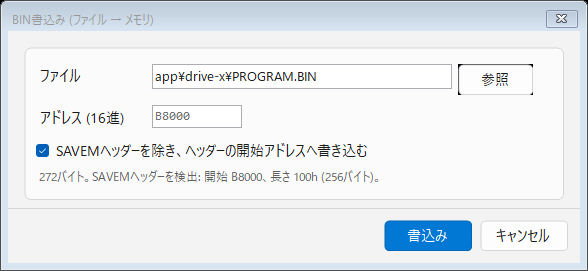 BIN書込み (ファイル → メモリ)
ファイル app¥drive-x¥PROGRAM.BIN 参照
アドレス (16進) B8000
SAVEMヘッダーを除き、ヘッダーの開始アドレスへ書き込む
272バイト。SAVEMヘッダーを検出: 開始 B8000、長さ 100h (256バイト)。
書込み キャンセル